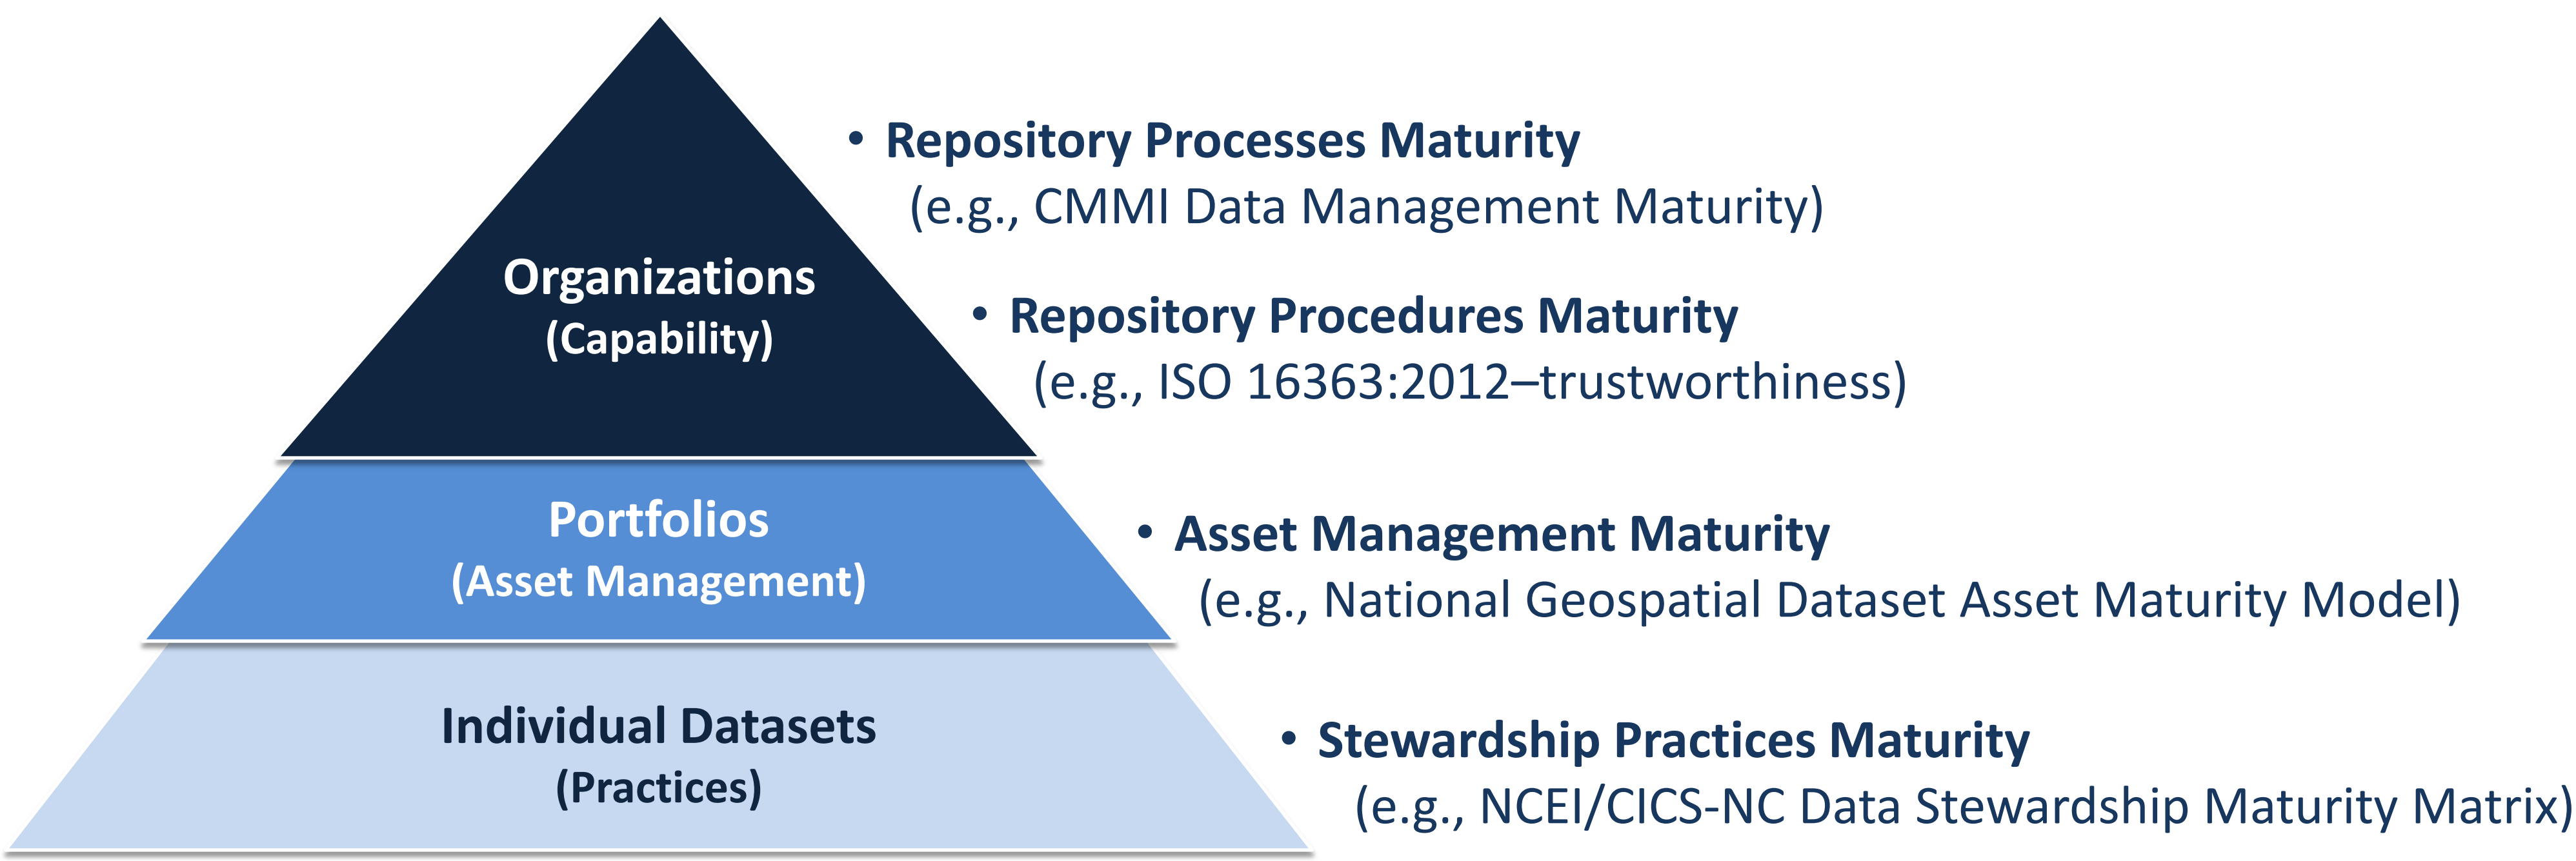 • Repository Processes Maturity
(e.g., CMMI Data Management Maturity)
Organizations
(Capability)
• Repository Procedures Maturity
(e.g., ISO 16363:2012–trustworthiness)
Portfolios
(Asset Management)
• Asset Management Maturity
(e.g., National Geospatial Dataset Asset Maturity Model)
Individual Datasets
(Practices)
• Stewardship Practices Maturity
(e.g., NCEI/CICS-NC Data Stewardship Maturity Matrix)